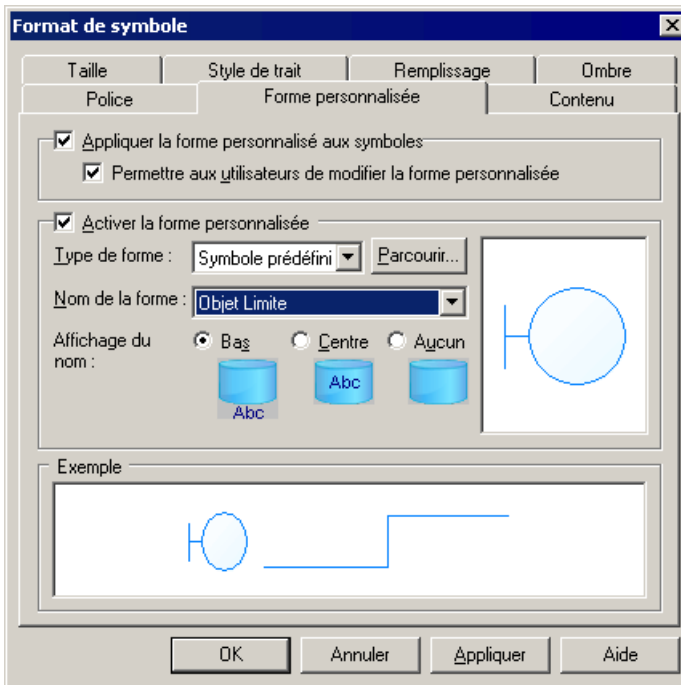 Format de symbole
Taille Style de trait Remplissage Ombre
Police Forme personnalisée Contenu
Appliquer la forme personnalisé aux symboles
Permettre aux utilisateurs de modifier la forme personnalisée
Activer la forme personnalisée
Type de forme : Symbole prédéfini Parcourir...
Nom de la forme : Objet Limite
Affichage du nom : Bas Centre Aucun
Abc
Abc
Exemple
OK Annuler Appliquer Aide